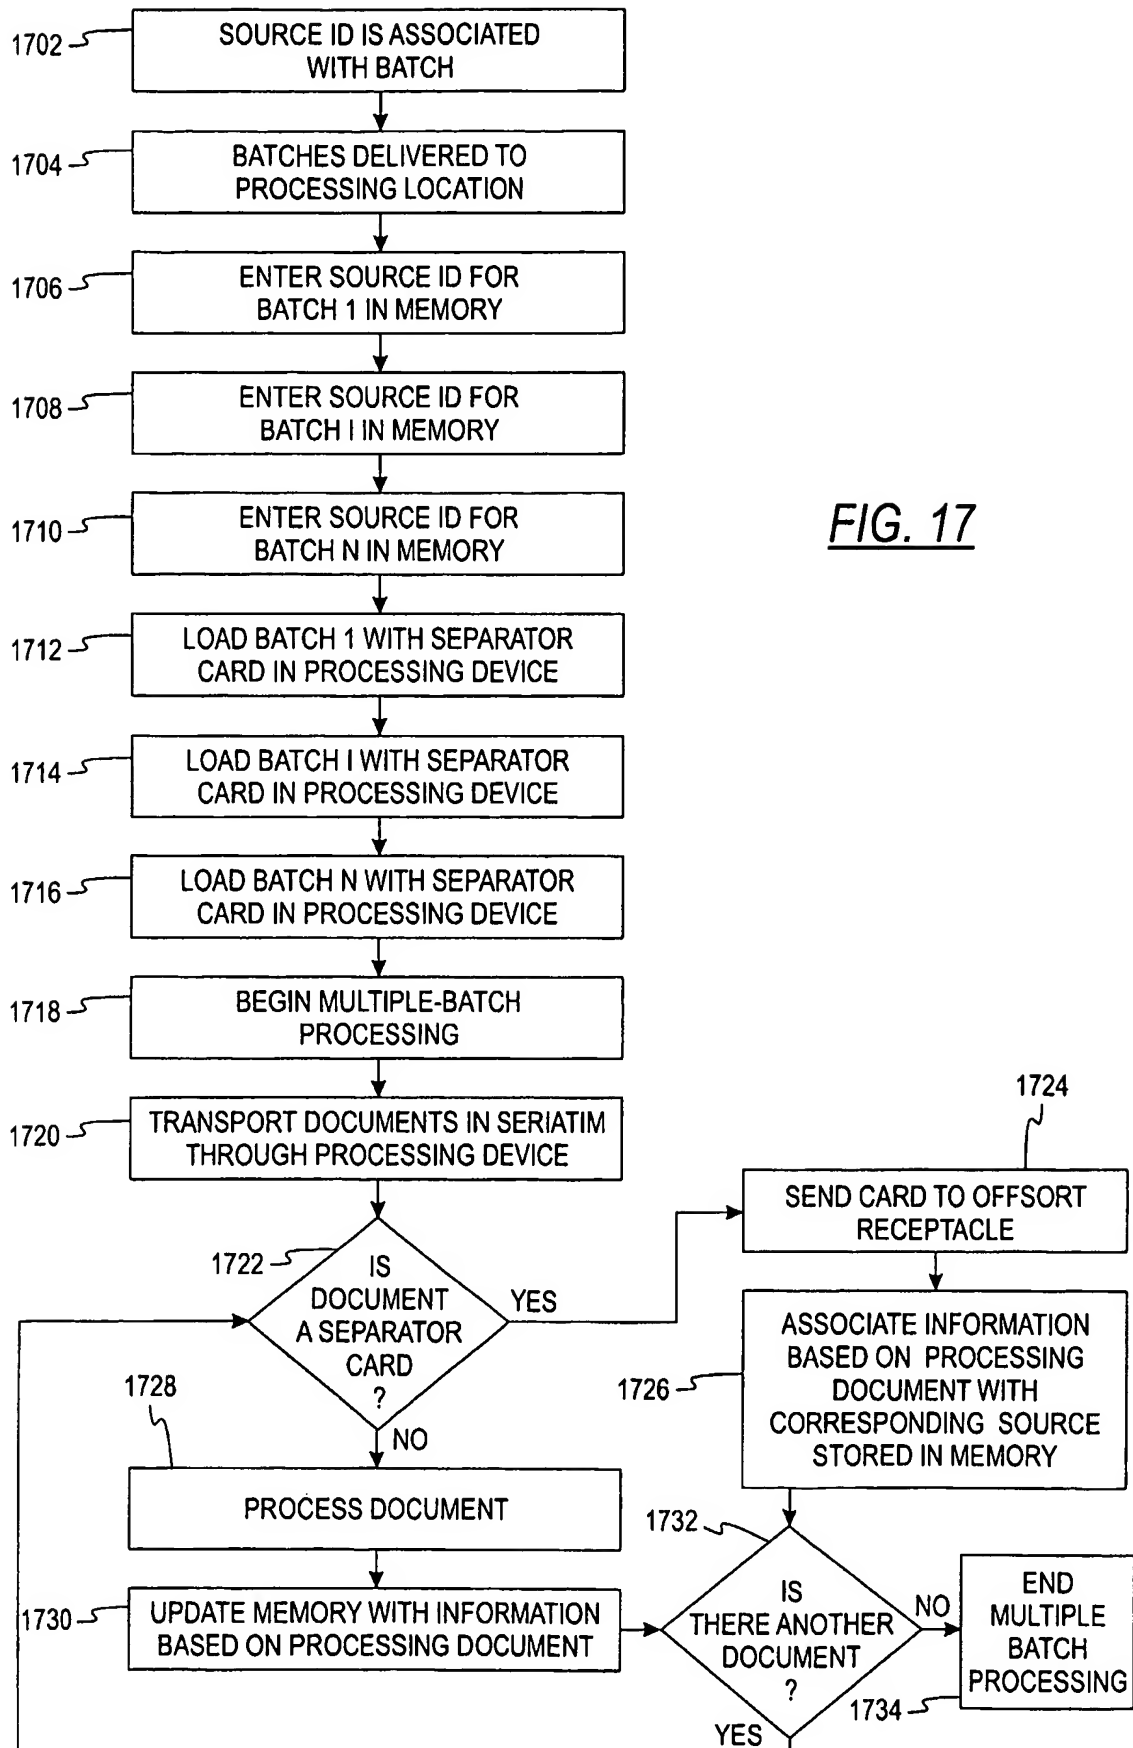 1702
SOURCE ID IS ASSOCIATED
WITH BATCH
1704
BATCHES DELIVERED TO
PROCESSING LOCATION
1706
ENTER SOURCE ID FOR
BATCH 1 IN MEMORY
1708
ENTER SOURCE ID FOR
BATCH I IN MEMORY
1710
ENTER SOURCE ID FOR
BATCH N IN MEMORY
FIG. 17
1712
LOAD BATCH 1 WITH SEPARATOR
CARD IN PROCESSING DEVICE
1714
LOAD BATCH I WITH SEPARATOR
CARD IN PROCESSING DEVICE
1716
LOAD BATCH N WITH SEPARATOR
CARD IN PROCESSING DEVICE
1718
BEGIN MULTIPLE-BATCH
PROCESSING
1720
TRANSPORT DOCUMENTS IN SERIATIM
THROUGH PROCESSING DEVICE
1722
IS
DOCUMENT
A SEPARATOR
CARD
?
YES
NO
1724
SEND CARD TO OFFSORT
RECEPTACLE
1726
ASSOCIATE INFORMATION
BASED ON PROCESSING
DOCUMENT WITH
CORRESPONDING SOURCE
STORED IN MEMORY
1728
PROCESS DOCUMENT
1730
UPDATE MEMORY WITH INFORMATION
BASED ON PROCESSING DOCUMENT
1732
IS
THERE ANOTHER
DOCUMENT
?
NO
YES
1734
END
MULTIPLE
BATCH
PROCESSING